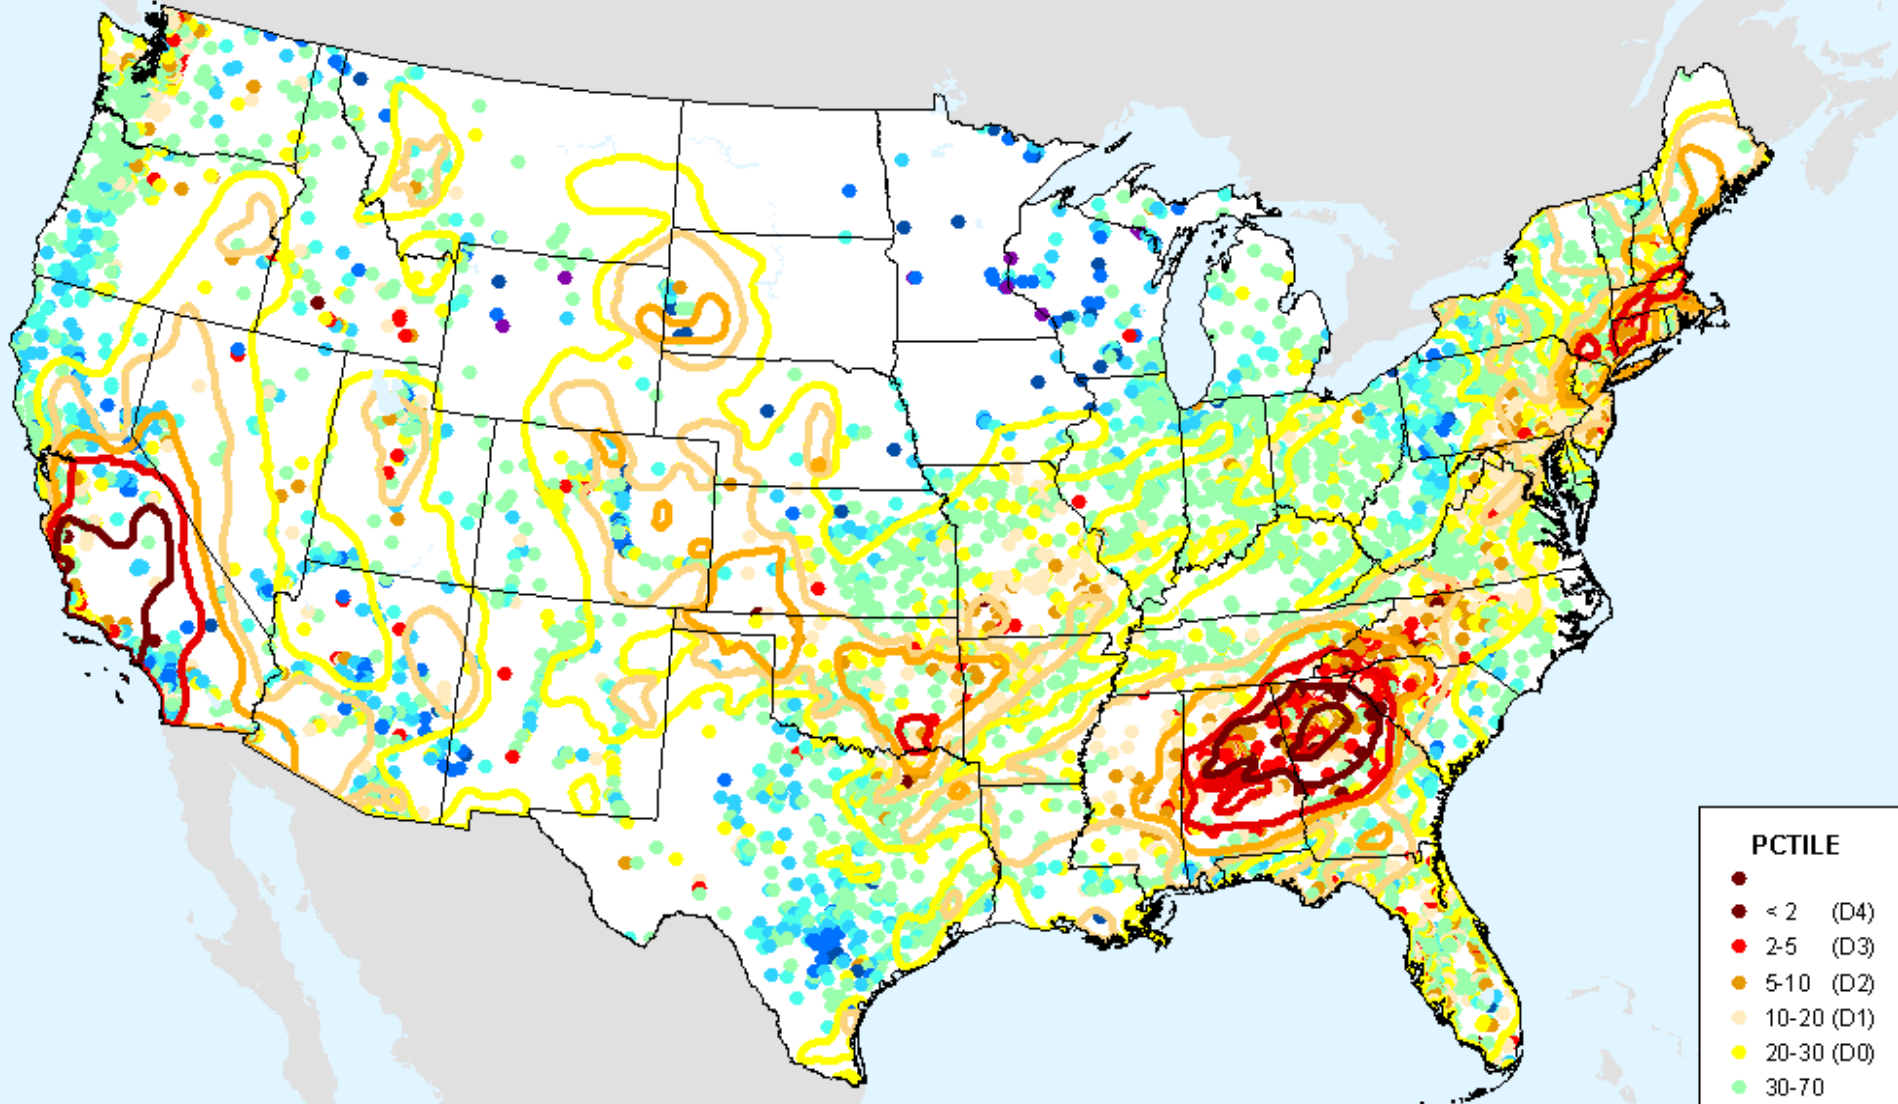 PCTILE
< 2 (D4)
2-5 (D3)
5-10 (D2)
10-20 (D1)
20-30 (D0)
30-70